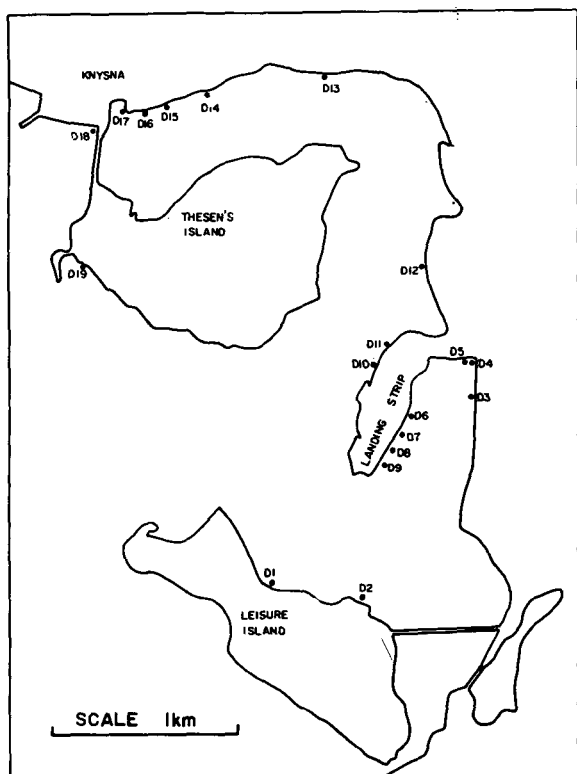 KNYSNA
D13
D14
D15
D16
D17
D18
THESEN'S
ISLAND
D19
D12
D11
D10
D5
D4
D3
LANDING STRIP
D6
D7
D8
D9
D1
D2
LEISURE
ISLAND
SCALE 1km